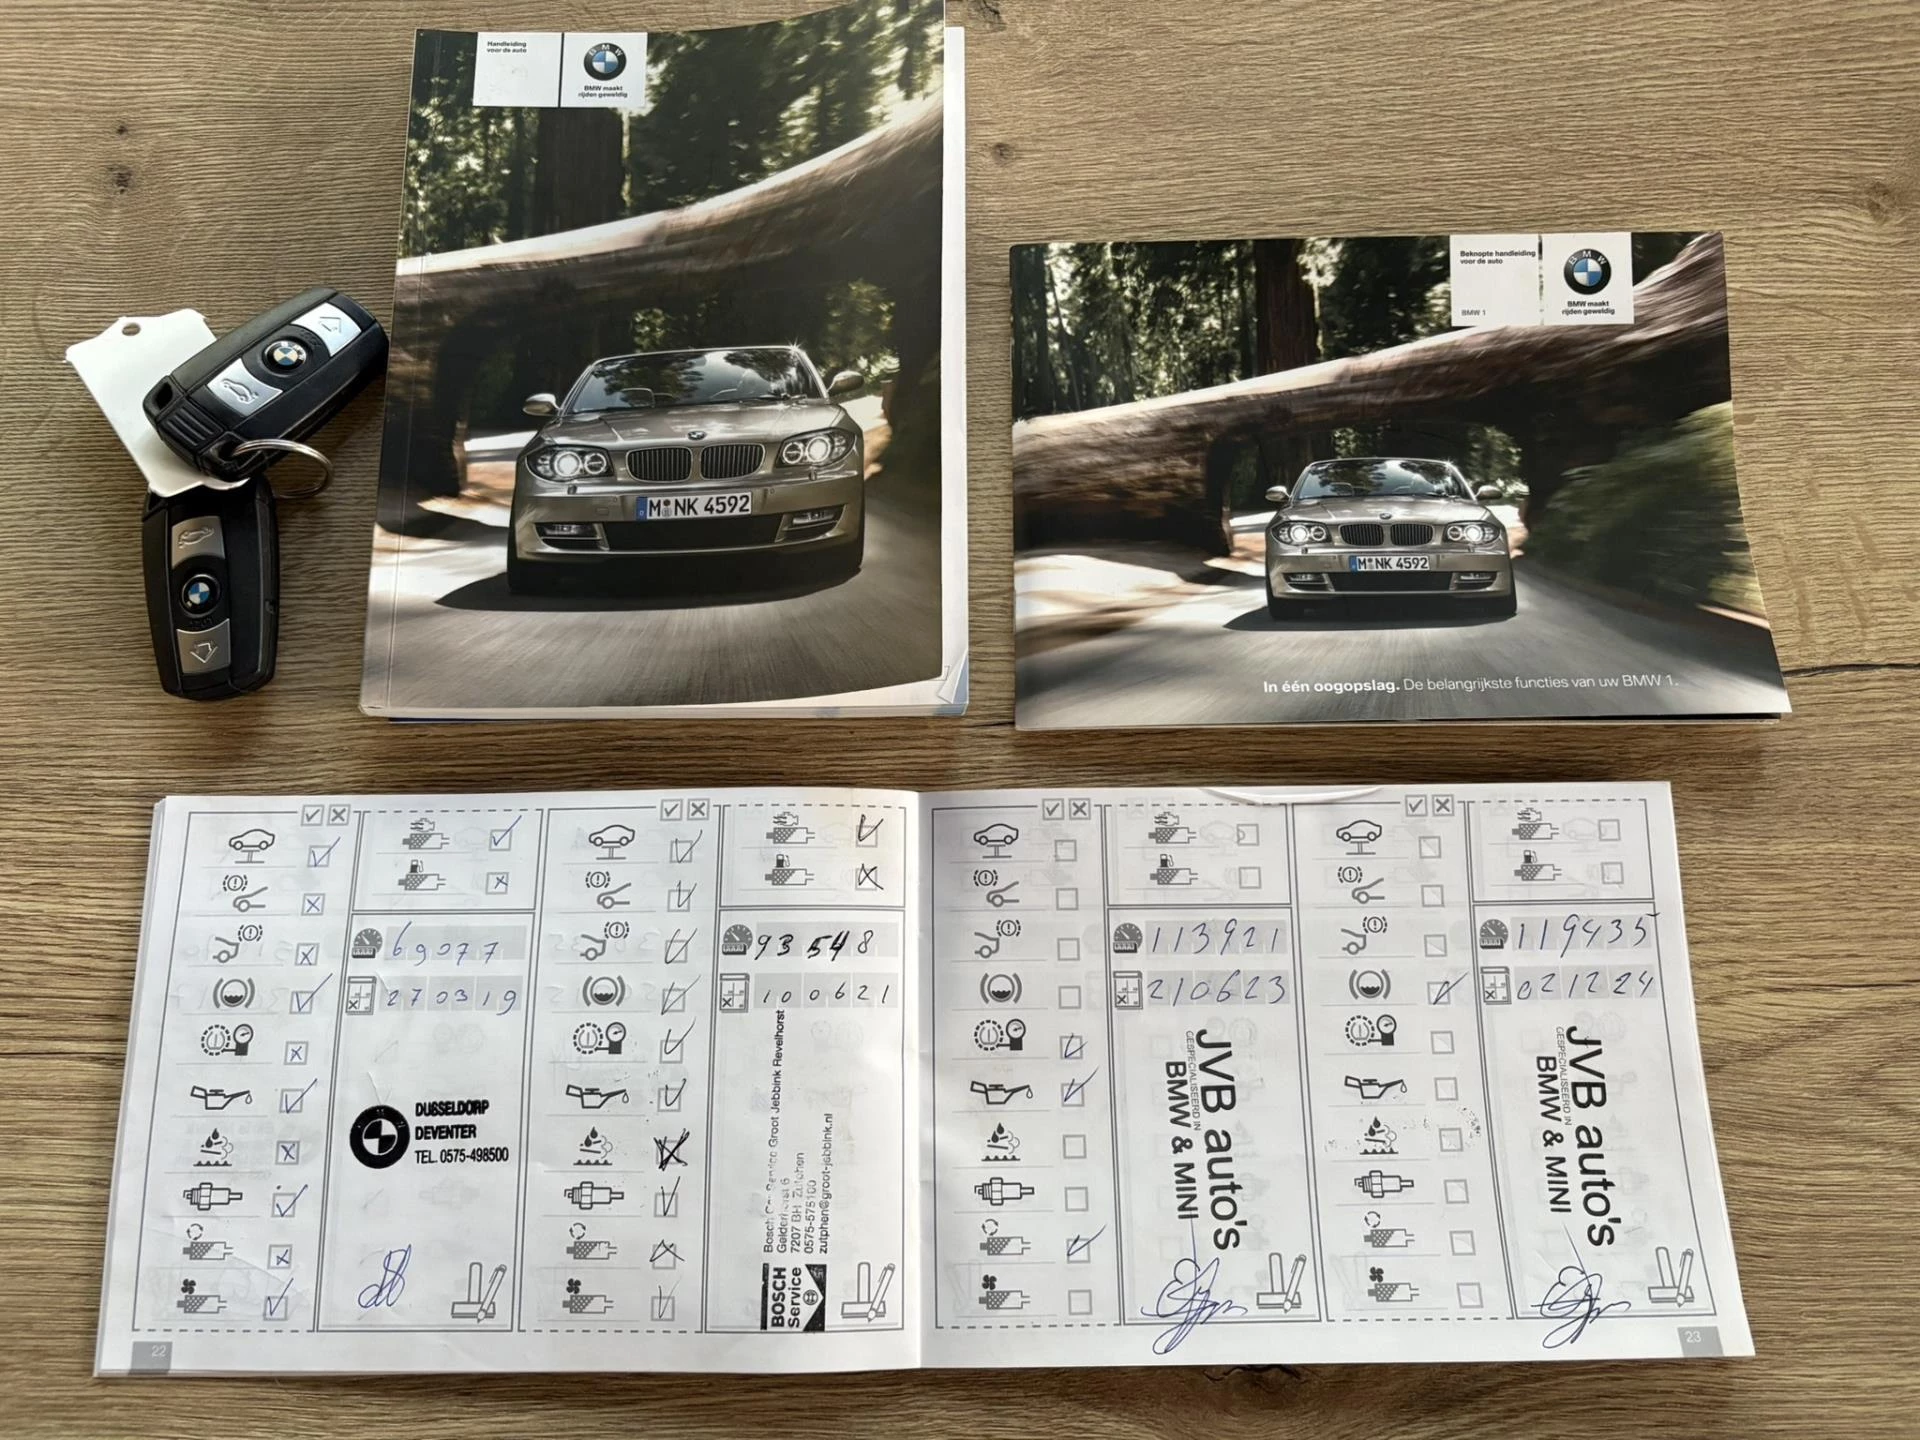 Handleiding
voor de auto
BMW
BMW maakt
rijden geweldig
M NK 4592
Beknopte handleiding
voor de auto
BMW 1
BMW
BMW maakt
rijden geweldig
M NK 4592
In één oogopslag. De belangrijkste functies van uw BMW 1.
69077
270319
DUSSELDORP
DEVENTER
TEL. 0575-498500
22
93548
100621
Bosch Car Service Groot Jebbink Revelhorst
Gelderhorst 6
7207 BH Zutphen
0575-575100
zutphen@groot-jebbink.nl
BOSCH
Service
113921
210623
JVB auto's
GESPECIALISEERD IN
BMW & MINI
119435
021224
JVB auto's
GESPECIALISEERD IN
BMW & MINI
23